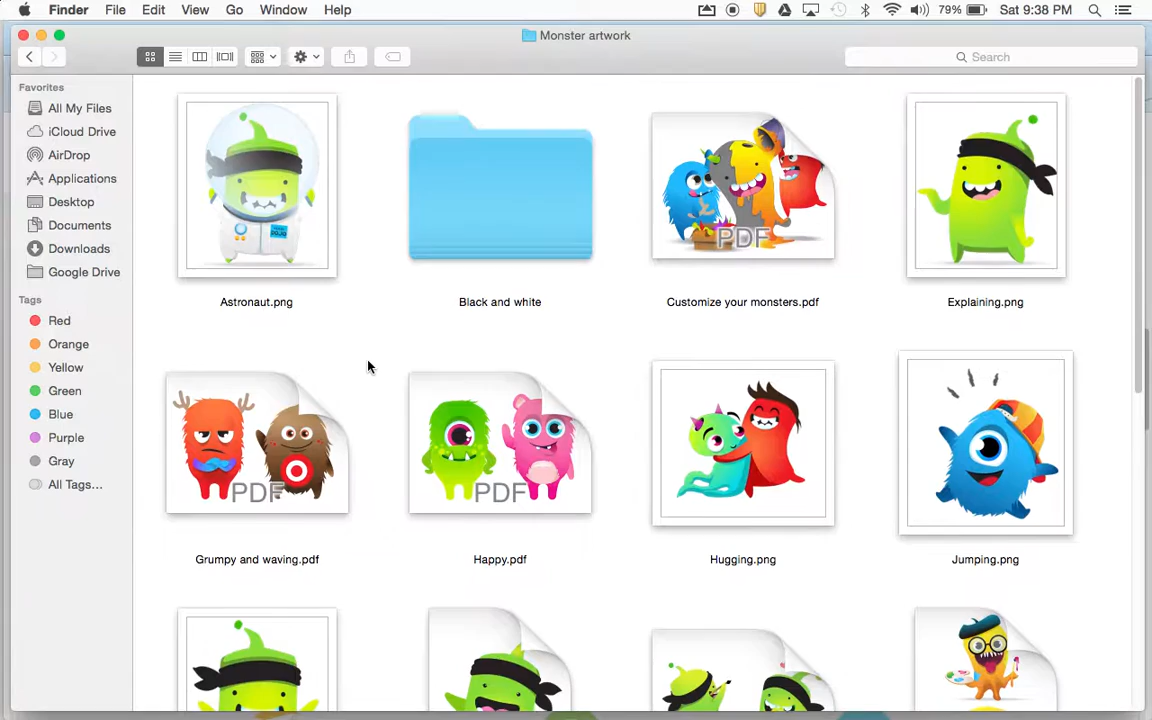 Finder File Edit View Go Window Help 79% Sat 9:38 PM
Monster artwork
Search
Favorites
All My Files
iCloud Drive
AirDrop
Applications
Desktop
Documents
Downloads
Google Drive
Tags
Red
Orange
Yellow
Green
Blue
Purple
Gray
All Tags...
PDF
Astronaut.png Black and white Customize your monsters.pdf Explaining.png
PDF PDF
Grumpy and waving.pdf Happy.pdf Hugging.png Jumping.png